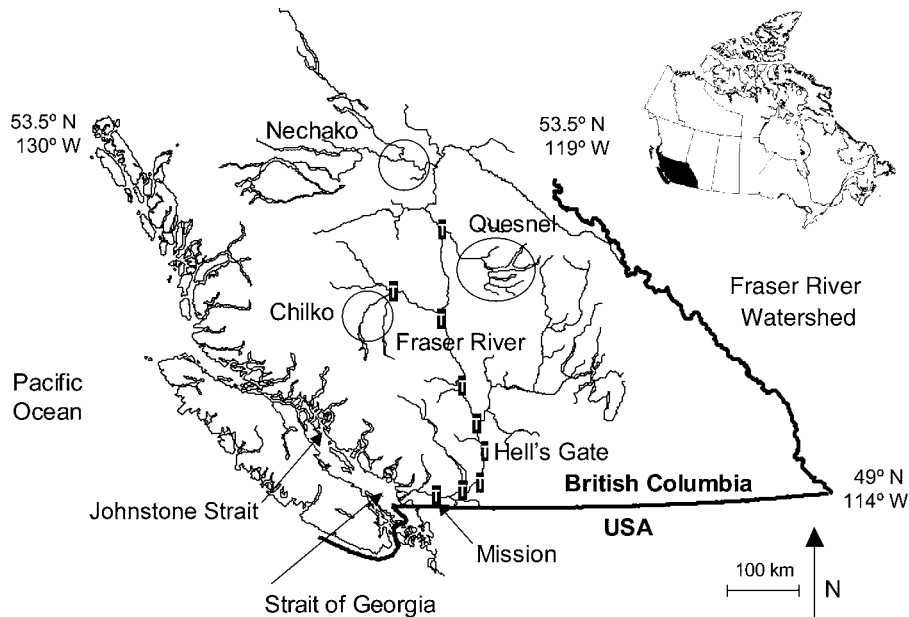 53.5º N
130º W
Nechako
53.5º N
119º W
Quesnel
Chilko
Fraser River
Fraser River
Watershed
Pacific
Ocean
Hell's Gate
British Columbia
49º N
114º W
Johnstone Strait
USA
Mission
Strait of Georgia
100 km
N